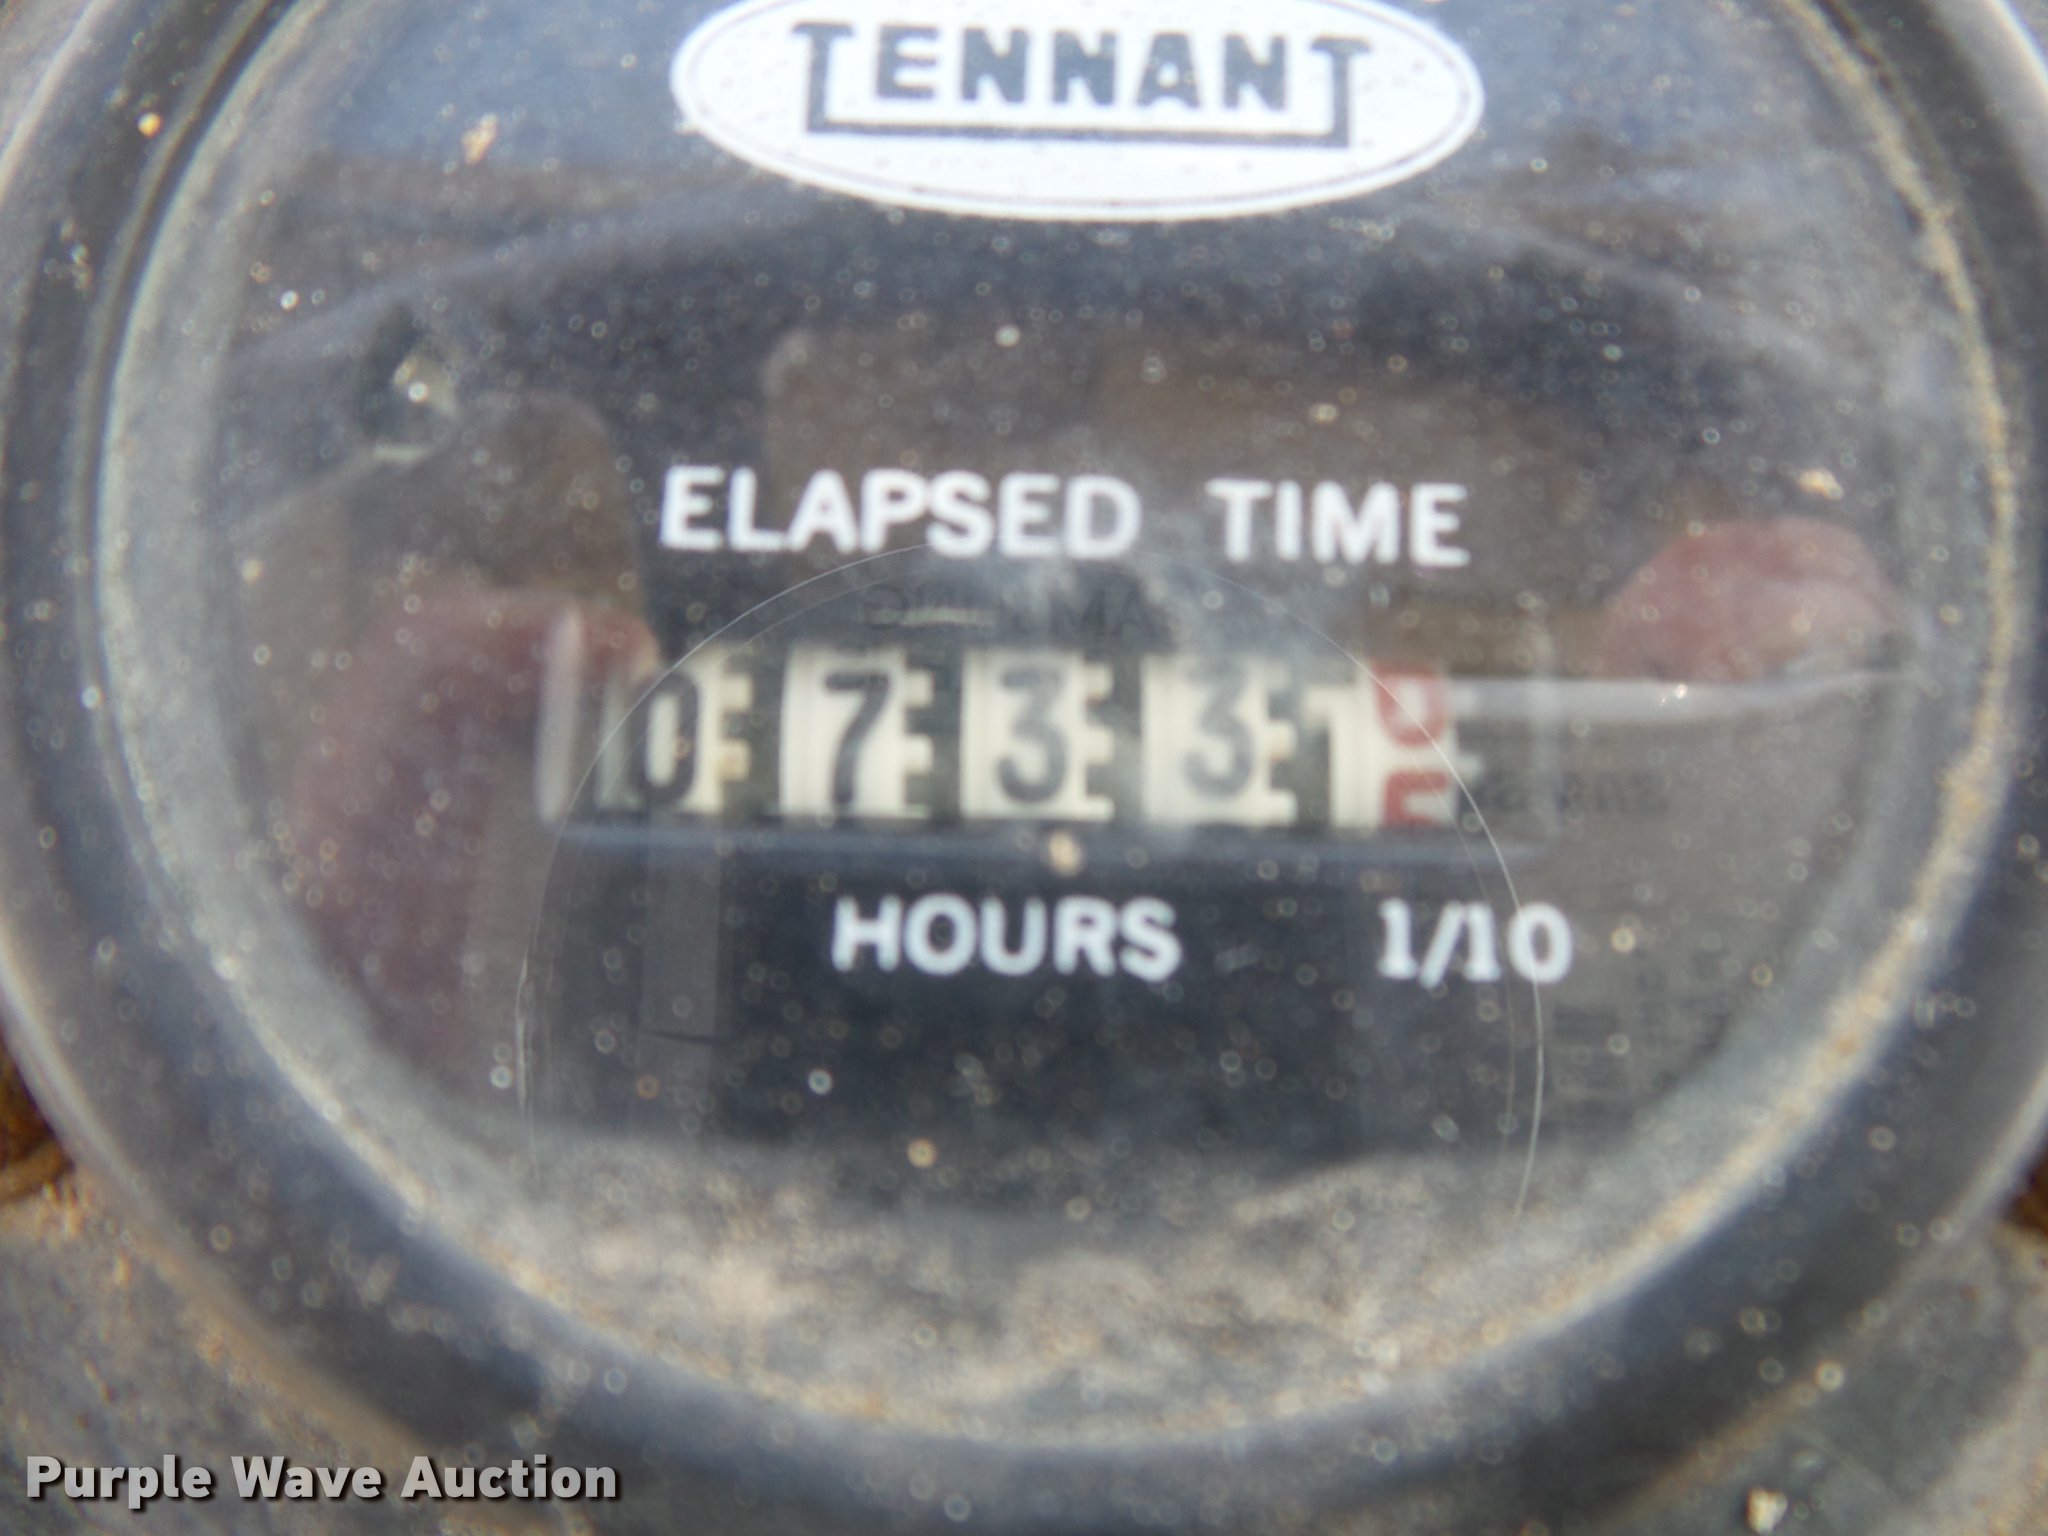 TENNANT
ELAPSED TIME
0733
HOURS 1/10
Purple Wave Auction